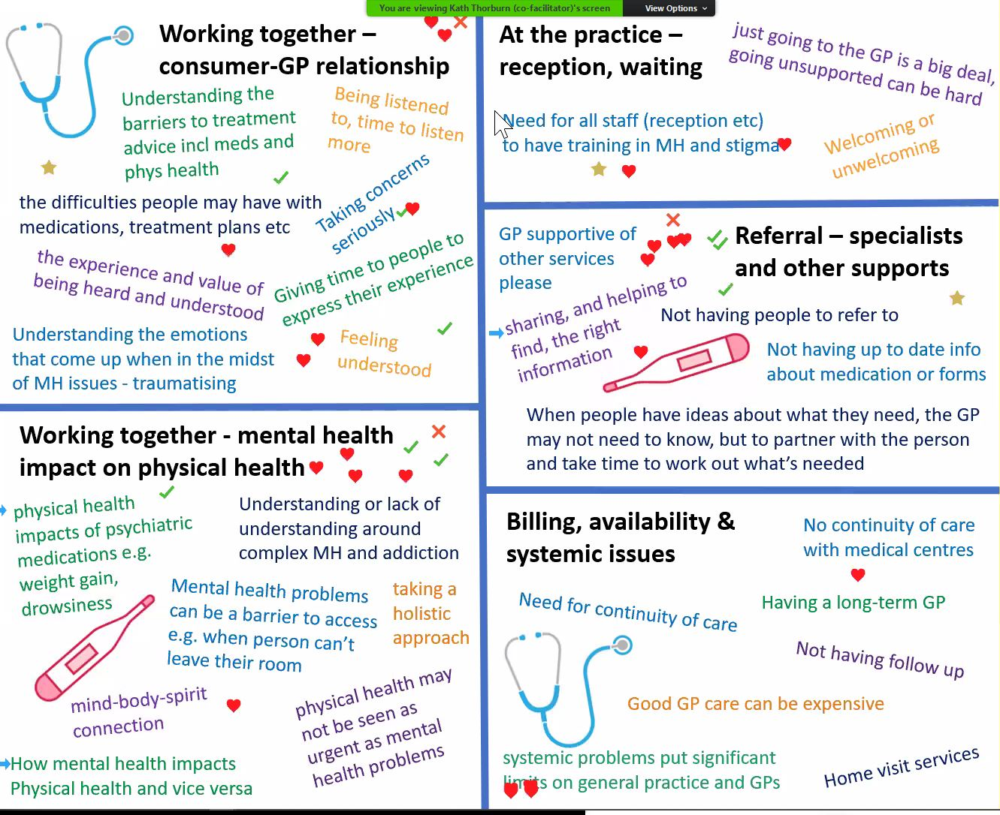 You are viewing Kath Thorburn (co-facilitator)'s screen
View Options
Working together –
consumer-GP relationship
Understanding the
barriers to treatment
advice incl meds and
phys health
Being listened
to, time to listen
more
the difficulties people may have with
medications, treatment plans etc
Taking concerns
seriously
the experience and value of
being heard and understood
Giving time to people to
express their experience
Understanding the emotions
that come up when in the midst
of MH issues - traumatising
Feeling
understood
At the practice –
reception, waiting
just going to the GP is a big deal,
going unsupported can be hard
Need for all staff (reception etc)
to have training in MH and stigma
Welcoming or
unwelcoming
GP supportive of
other services
please
Referral – specialists
and other supports
sharing, and helping to
find, the right
information
Not having people to refer to
Not having up to date info
about medication or forms
When people have ideas about what they need, the GP
may not need to know, but to partner with the person
and take time to work out what's needed
Working together - mental health
impact on physical health
physical health
impacts of psychiatric
medications e.g.
weight gain,
drowsiness
Understanding or lack of
understanding around
complex MH and addiction
Mental health problems
can be a barrier to access
e.g. when person can't
leave their room
taking a
holistic
approach
mind-body-spirit
connection
physical health may
not be seen as
urgent as mental
health problems
How mental health impacts
Physical health and vice versa
Billing, availability &
systemic issues
No continuity of care
with medical centres
Need for continuity of care
Having a long-term GP
Not having follow up
Good GP care can be expensive
systemic problems put significant
limits on general practice and GPs
Home visit services